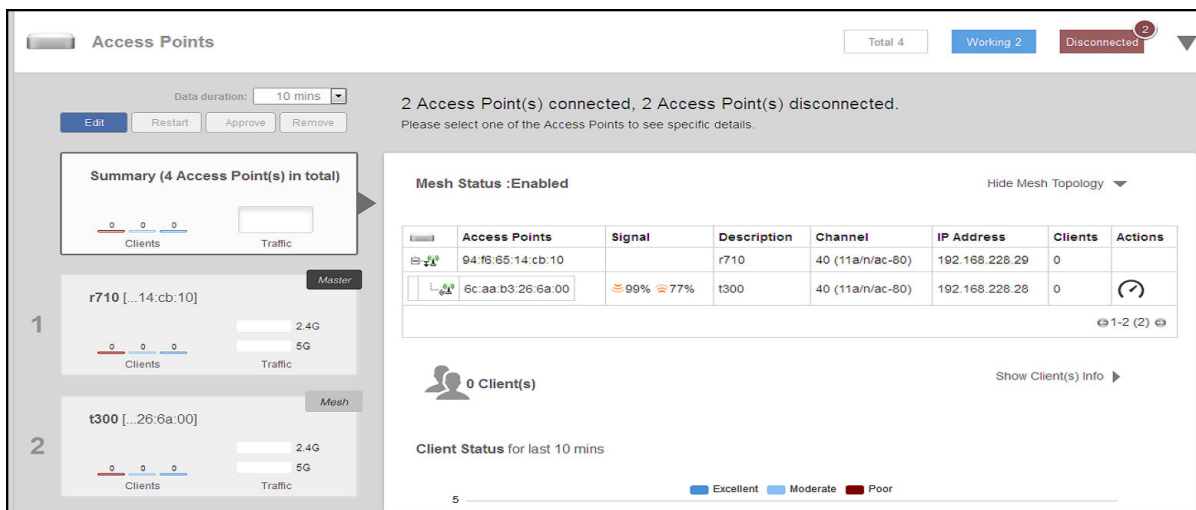 Access Points
Total 4
Working 2
Disconnected
2
Data duration: 10 mins
Edit Restart Approve Remove
2 Access Point(s) connected, 2 Access Point(s) disconnected.
Please select one of the Access Points to see specific details.
Summary (4 Access Point(s) in total)
0 0 0
Clients Traffic
Mesh Status :Enabled
Hide Mesh Topology
Access Points Signal Description Channel IP Address Clients Actions
94:f6:65:14:cb:10 r710 40 (11a/n/ac-80) 192.168.228.29 0
6c:aa:b3:26:6a:00 99% 77% t300 40 (11a/n/ac-80) 192.168.228.28 0
1-2 (2)
1
Master
r710 [...14:cb:10]
2.4G
5G
0 0 0
Clients Traffic
0 Client(s)
Show Client(s) Info
2
Mesh
t300 [...26:6a:00]
2.4G
5G
0 0 0
Clients Traffic
Client Status for last 10 mins
Excellent Moderate Poor
5